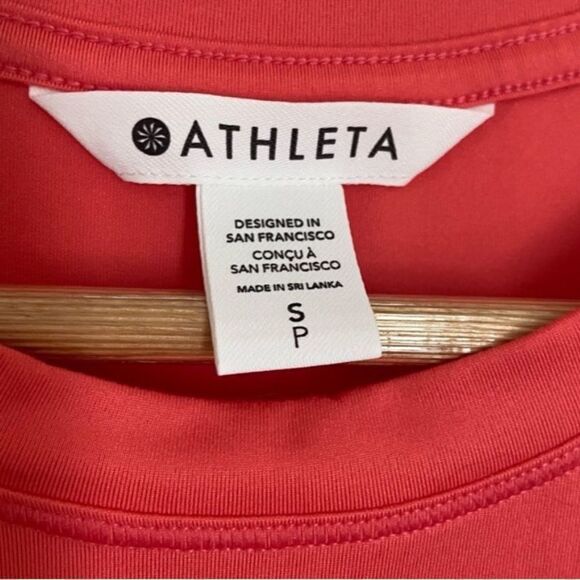 ATHLETA
DESIGNED IN
SAN FRANCISCO
CONÇU À
SAN FRANCISCO
MADE IN SRI LANKA
S
P